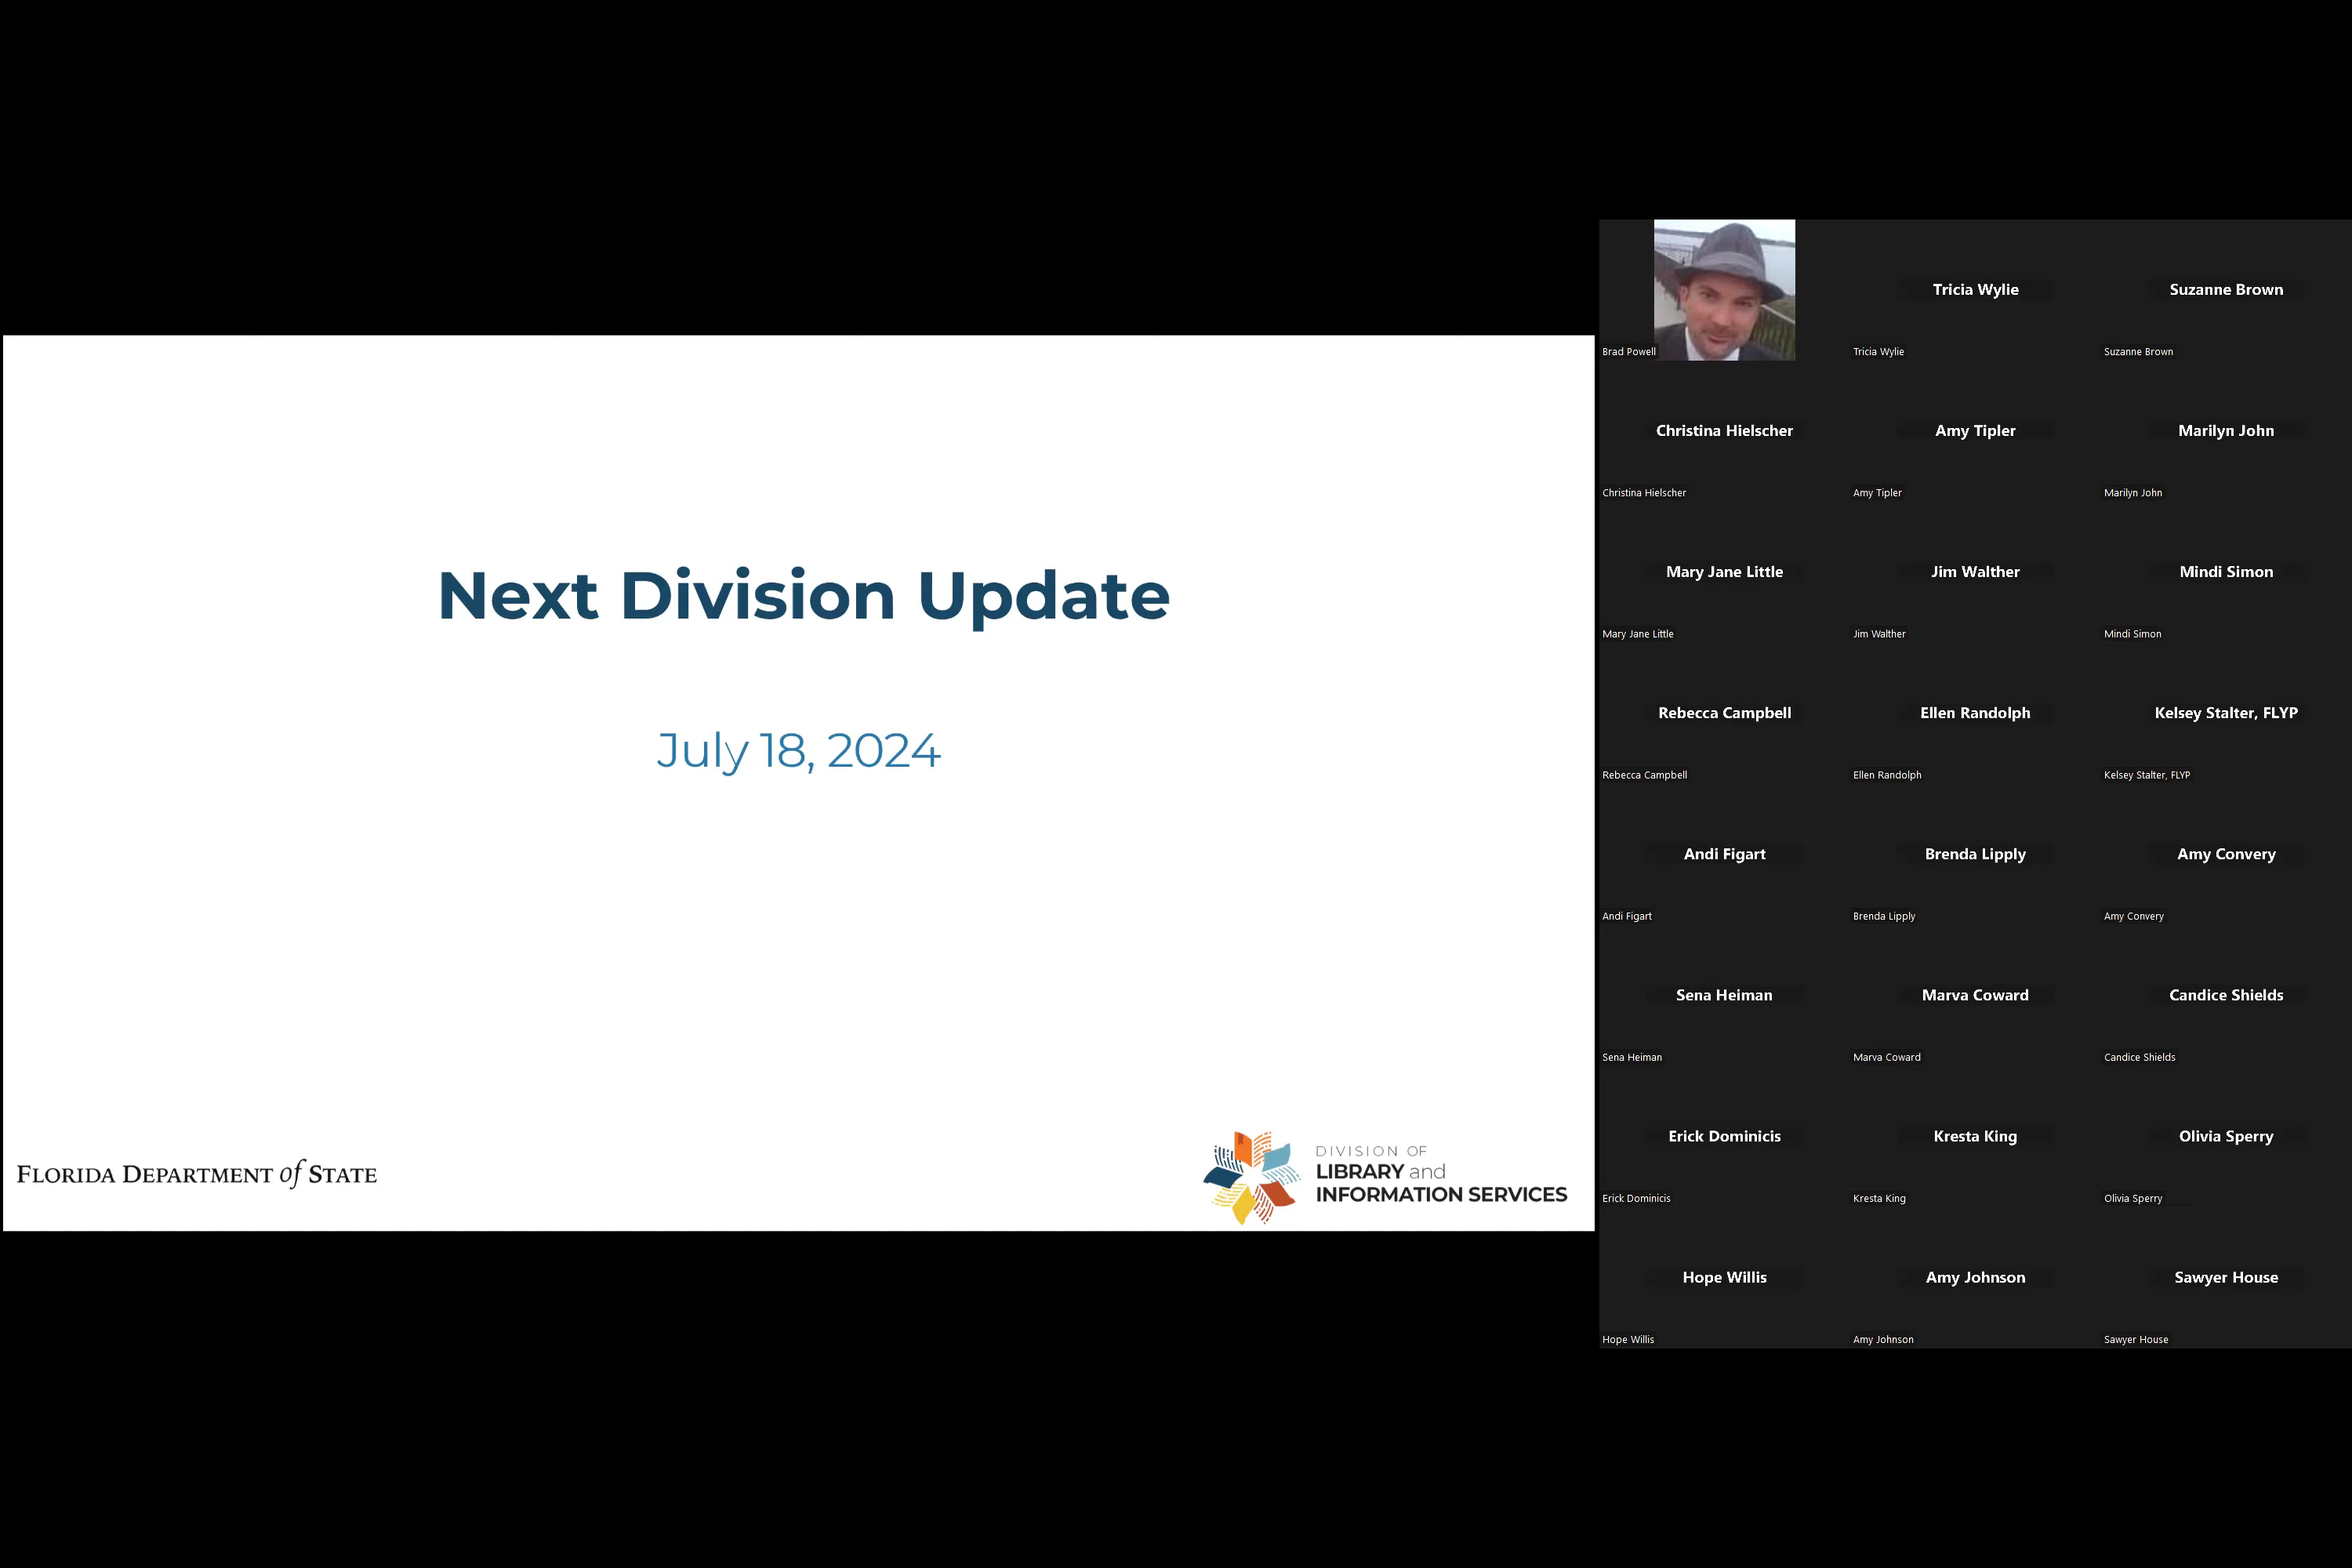 Next Division Update
July 18, 2024
FLORIDA DEPARTMENT of STATE
DIVISION OF
LIBRARY and
INFORMATION SERVICES
Brad Powell
Tricia Wylie
Tricia Wylie
Suzanne Brown
Suzanne Brown
Christina Hielscher
Christina Hielscher
Amy Tipler
Amy Tipler
Marilyn John
Marilyn John
Mary Jane Little
Mary Jane Little
Jim Walther
Jim Walther
Mindi Simon
Mindi Simon
Rebecca Campbell
Rebecca Campbell
Ellen Randolph
Ellen Randolph
Kelsey Stalter, FLYP
Kelsey Stalter, FLYP
Andi Figart
Andi Figart
Brenda Lipply
Brenda Lipply
Amy Convery
Amy Convery
Sena Heiman
Sena Heiman
Marva Coward
Marva Coward
Candice Shields
Candice Shields
Erick Dominicis
Erick Dominicis
Kresta King
Kresta King
Olivia Sperry
Olivia Sperry
Hope Willis
Hope Willis
Amy Johnson
Amy Johnson
Sawyer House
Sawyer House